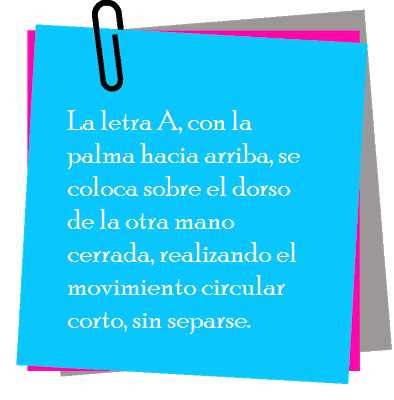 La letra A, con la
palma hacia arriba, se
coloca sobre el dorso
de la otra mano
cerrada, realizando el
movimiento circular
corto, sin separse.